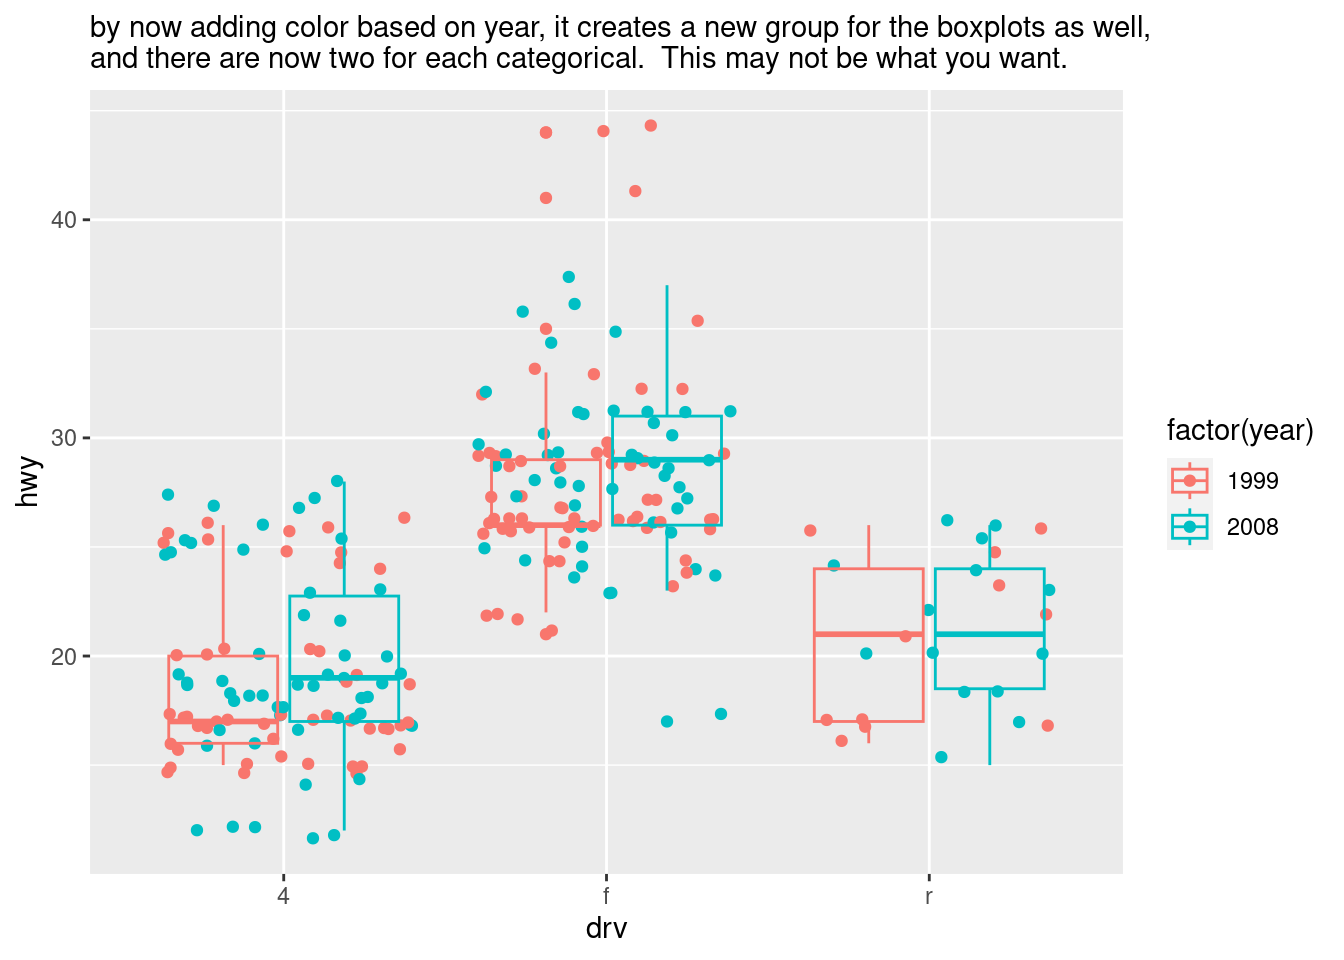 by now adding color based on year, it creates a new group for the boxplots as well,
and there are now two for each categorical.  This may not be what you want.
40
30
20
hwy
4
f
r
drv
factor(year)
1999
2008